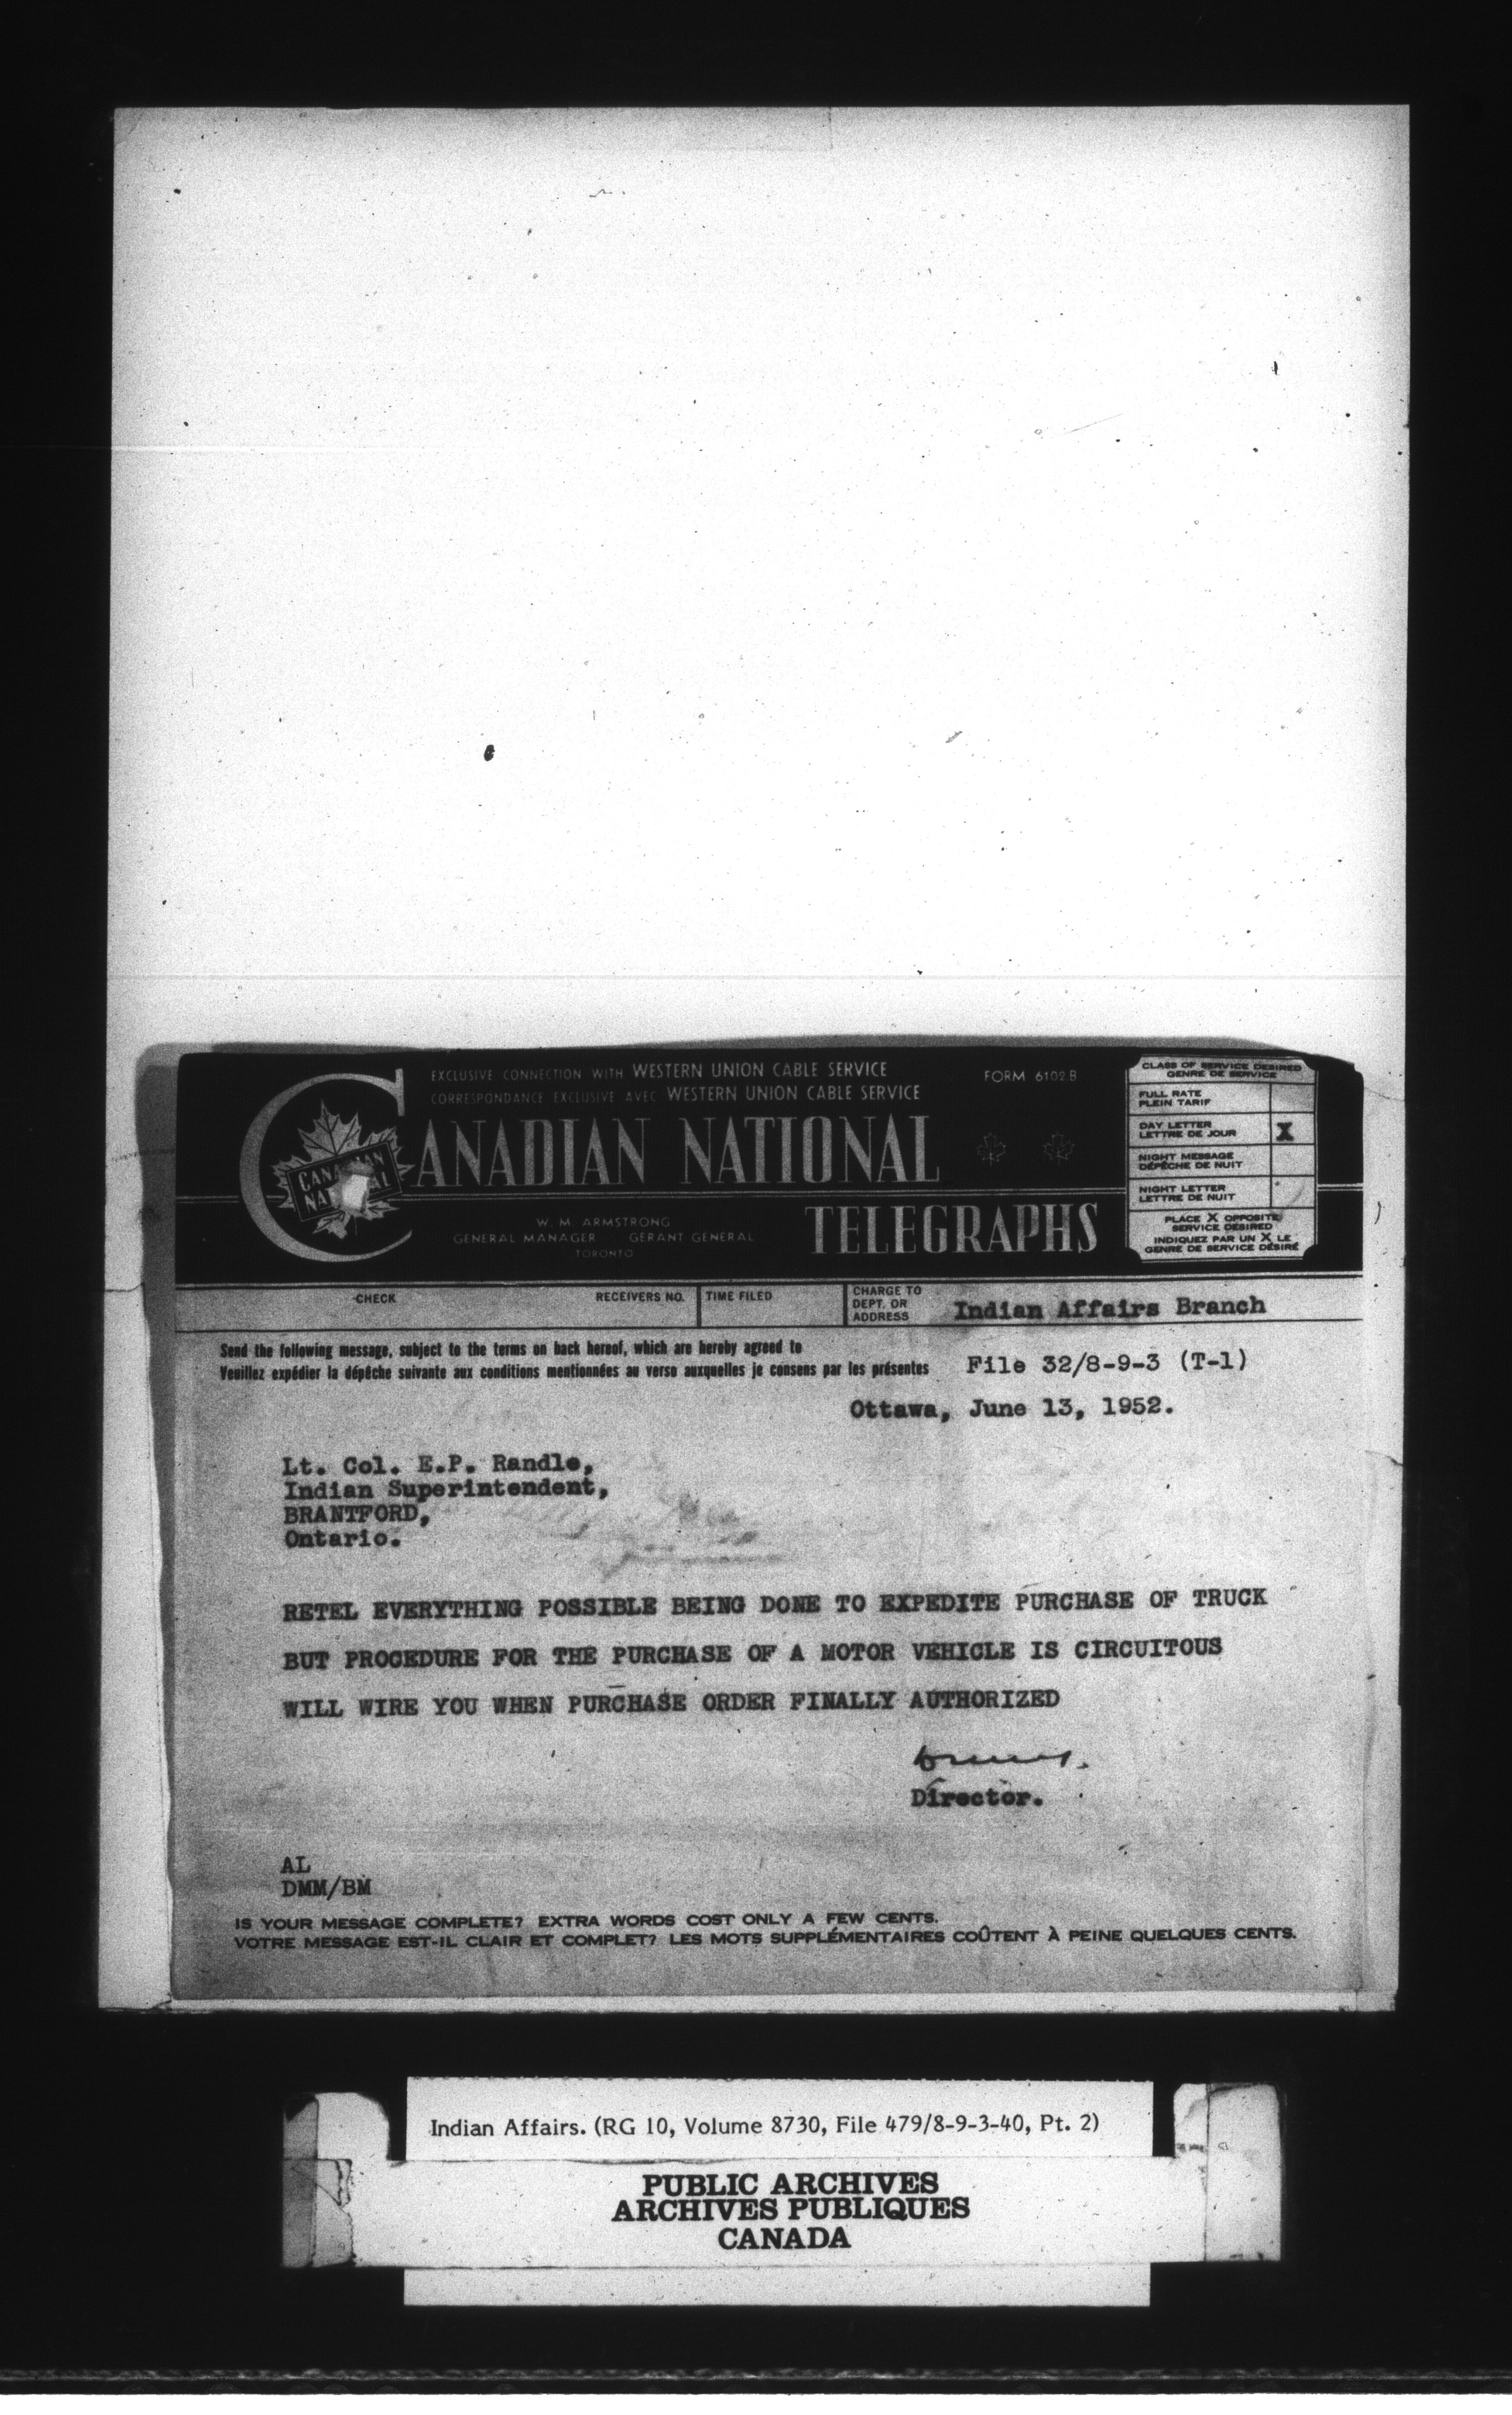 EXCLUSIVE CONNECTION WITH WESTERN UNION CABLE SERVICE
CORRESPONDANCE EXCLUSIVE AVEC WESTERN UNION CABLE SERVICE
FORM 6102 B
CANADIAN NATIONAL
TELEGRAPHS
W. M. ARMSTRONG
GENERAL MANAGER GERANT GENERAL
TORONTO
CLASS OF SERVICE DESIRED
GENRE DE SERVICE
FULL RATE
PLEIN TARIF
DAY LETTER
LETTRE DE JOUR X
NIGHT MESSAGE
DÉPÊCHE DE NUIT
NIGHT LETTER
LETTRE DE NUIT
PLACE X OPPOSITE
SERVICE DESIRED
INDIQUEZ PAR UN X LE
GENRE DE SERVICE DÉSIRÉ
CHECK RECEIVERS NO. TIME FILED
CHARGE TO
DEPT. OR
ADDRESS
Indian Affairs Branch
Send the following message, subject to the terms on back hereof, which are hereby agreed to
Veuillez expédier la dépêche suivante aux conditions mentionnées au verso auxquelles je consens par les présentes
File 32/8-9-3 (T-1)
Ottawa, June 13, 1952.
Lt. Col. E.P. Randle,
Indian Superintendent,
BRANTFORD,
Ontario.
RETEL EVERYTHING POSSIBLE BEING DONE TO EXPEDITE PURCHASE OF TRUCK
BUT PROCEDURE FOR THE PURCHASE OF A MOTOR VEHICLE IS CIRCUITOUS
WILL WIRE YOU WHEN PURCHASE ORDER FINALLY AUTHORIZED
Director.
AL
DMM/BM
IS YOUR MESSAGE COMPLETE? EXTRA WORDS COST ONLY A FEW CENTS.
VOTRE MESSAGE EST-IL CLAIR ET COMPLET? LES MOTS SUPPLÉMENTAIRES COÛTENT À PEINE QUELQUES CENTS.
Indian Affairs. (RG 10, Volume 8730, File 479/8-9-3-40, Pt. 2)
PUBLIC ARCHIVES
ARCHIVES PUBLIQUES
CANADA